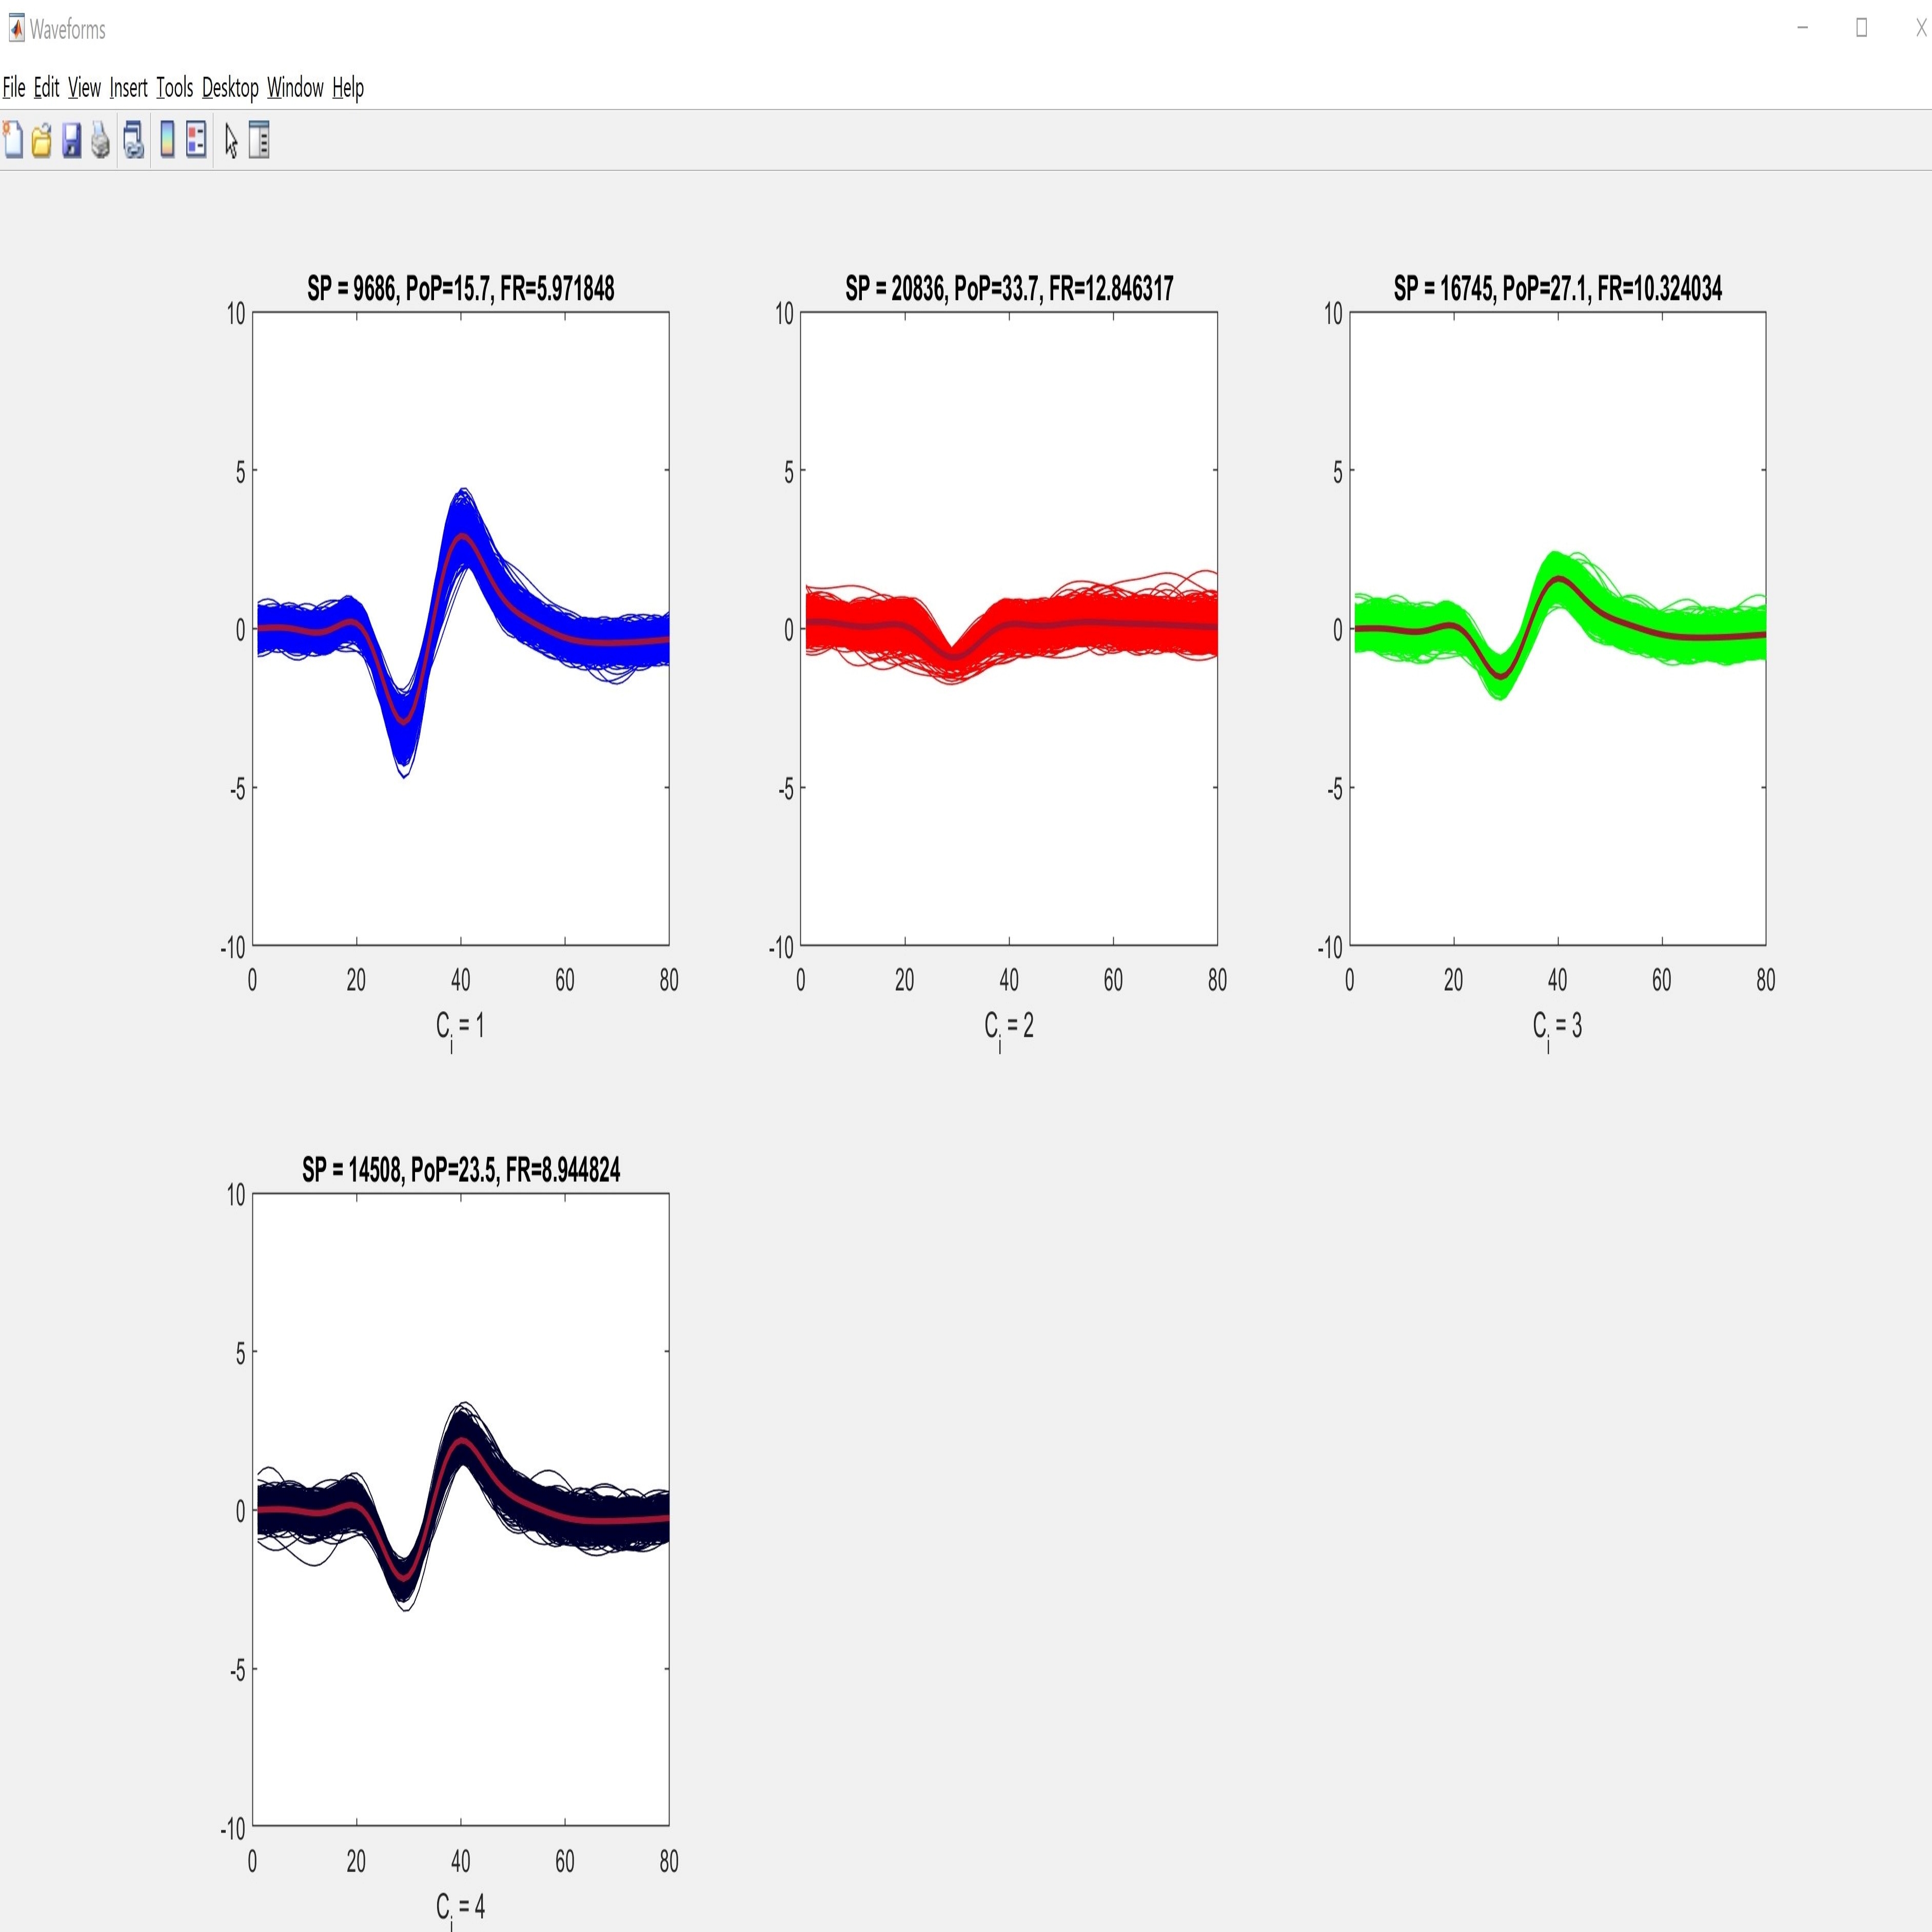 Waveforms
File Edit View Insert Tools Desktop Window Help
SP = 9686, PoP=15.7, FR=5.971848
10
5
0
-5
-10
0 20 40 60 80
C_i = 1
SP = 20836, PoP=33.7, FR=12.846317
10
5
0
-5
-10
0 20 40 60 80
C_i = 2
SP = 16745, PoP=27.1, FR=10.324034
10
5
0
-5
-10
0 20 40 60 80
C_i = 3
SP = 14508, PoP=23.5, FR=8.944824
10
5
0
-5
-10
0 20 40 60 80
C_i = 4